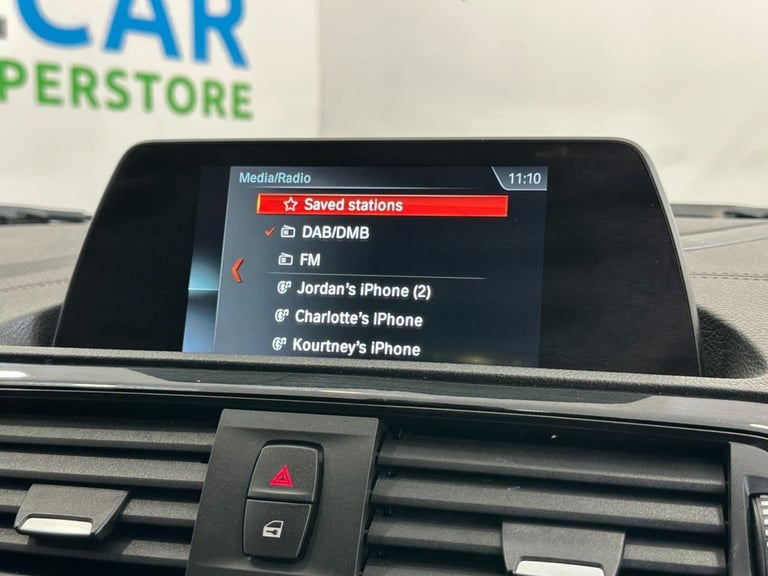 CAR
PERSTORE
Media/Radio
11:10
Saved stations
DAB/DMB
FM
Jordan's iPhone (2)
Charlotte's iPhone
Kourtney's iPhone